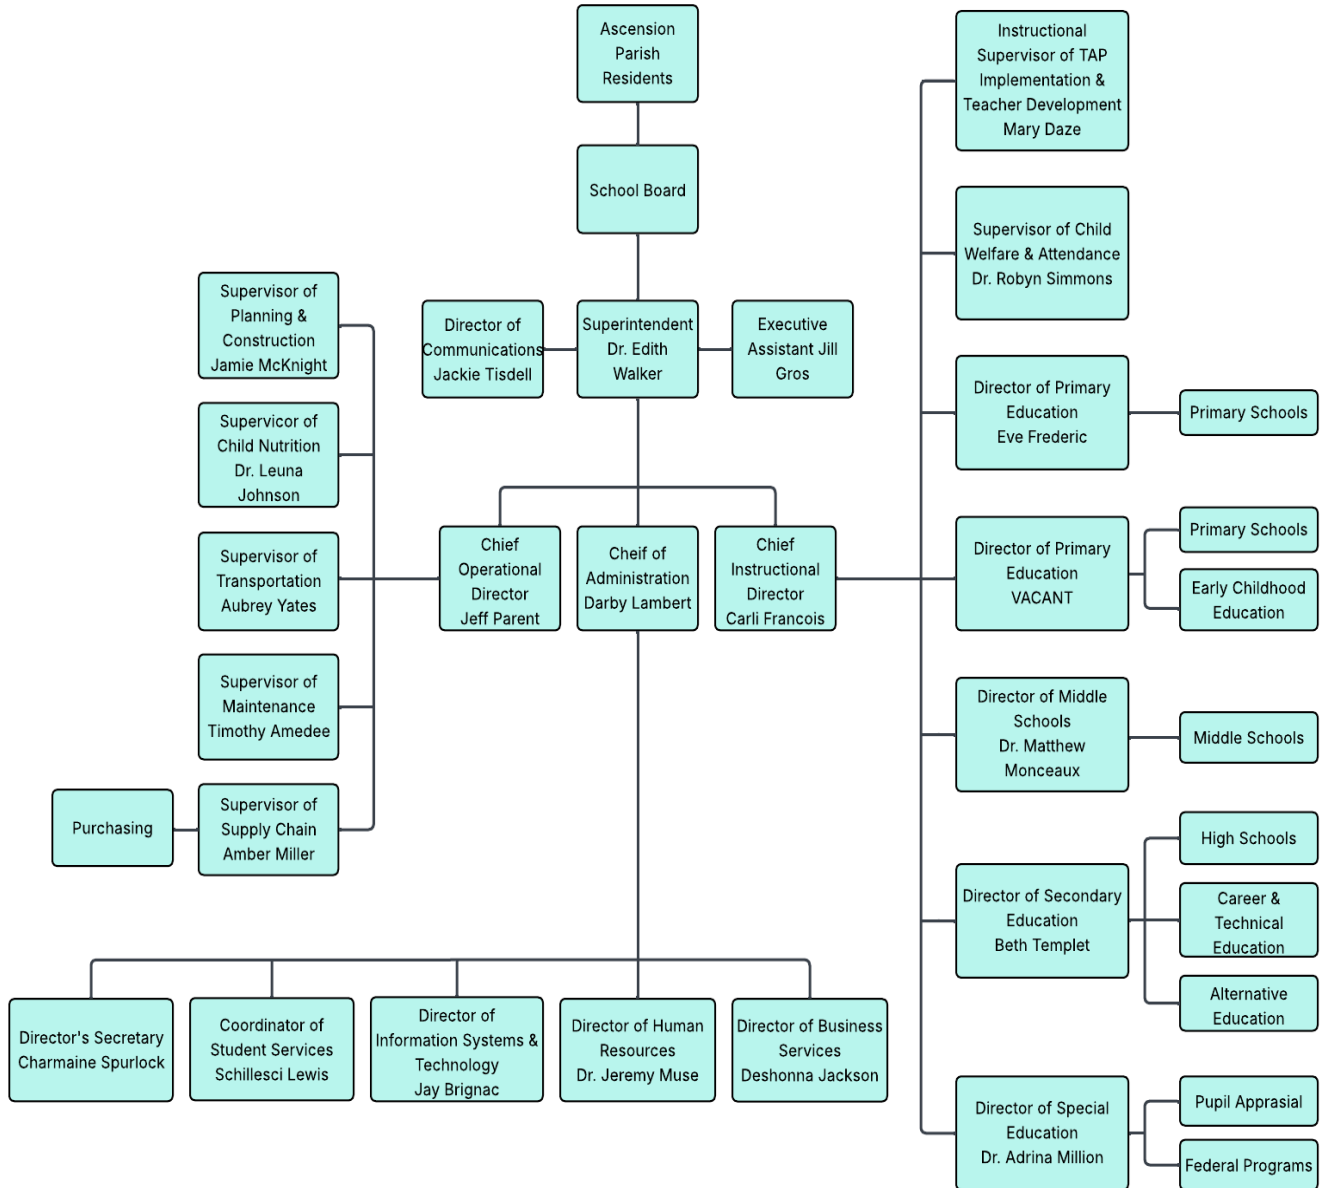 Ascension
Parish
Residents
School Board
Director of
Communications
Jackie Tisdell
Superintendent
Dr. Edith
Walker
Executive
Assistant Jill
Gros
Supervisor of
Planning &
Construction
Jamie McKnight
Supervicor of
Child Nutrition
Dr. Leuna
Johnson
Supervisor of
Transportation
Aubrey Yates
Supervisor of
Maintenance
Timothy Amedee
Purchasing
Supervisor of
Supply Chain
Amber Miller
Chief
Operational
Director
Jeff Parent
Cheif of
Administration
Darby Lambert
Chief
Instructional
Director
Carli Francois
Director's Secretary
Charmaine Spurlock
Coordinator of
Student Services
Schillesci Lewis
Director of
Information Systems &
Technology
Jay Brignac
Director of Human
Resources
Dr. Jeremy Muse
Director of Business
Services
Deshonna Jackson
Instructional
Supervisor of TAP
Implementation &
Teacher Development
Mary Daze
Supervisor of Child
Welfare & Attendance
Dr. Robyn Simmons
Director of Primary
Education
Eve Frederic
Primary Schools
Director of Primary
Education
VACANT
Primary Schools
Early Childhood
Education
Director of Middle
Schools
Dr. Matthew
Monceaux
Middle Schools
Director of Secondary
Education
Beth Templet
High Schools
Career &
Technical
Education
Alternative
Education
Director of Special
Education
Dr. Adrina Million
Pupil Apprasial
Federal Programs